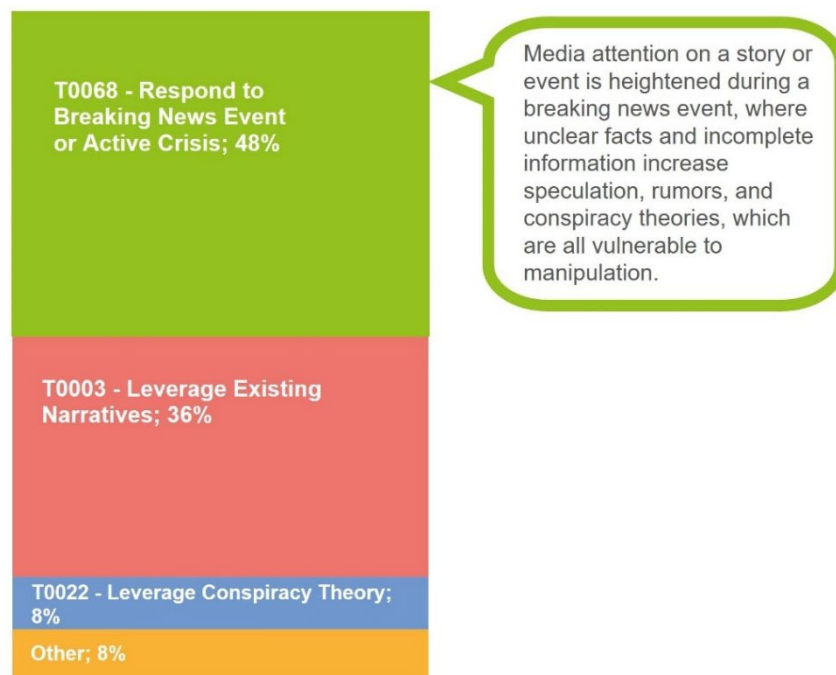 T0068 - Respond to
Breaking News Event
or Active Crisis; 48%
Media attention on a story or
event is heightened during a
breaking news event, where
unclear facts and incomplete
information increase
speculation, rumors, and
conspiracy theories, which
are all vulnerable to
manipulation.
T0003 - Leverage Existing
Narratives; 36%
T0022 - Leverage Conspiracy Theory;
8%
Other; 8%